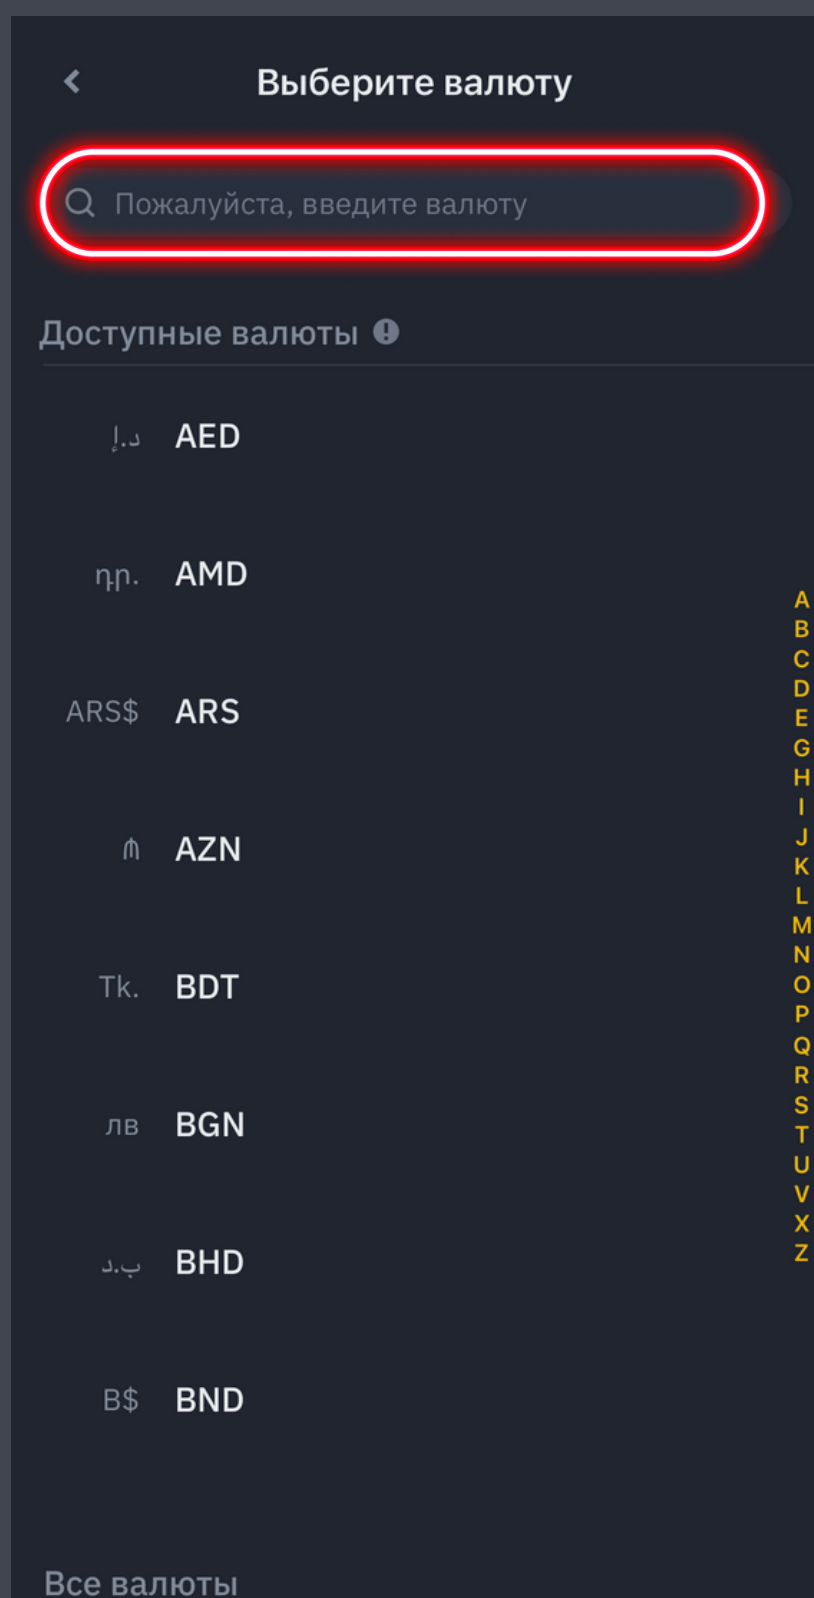 Выберите валюту
Пожалуйста, введите валюту
Доступные валюты
د.إ AED
դր. AMD
ARS$ ARS
₼ AZN
Tk. BDT
лв BGN
ب.د BHD
B$ BND
A
B
C
D
E
G
H
I
J
K
L
M
N
O
P
Q
R
S
T
U
V
X
Z
Все валюты